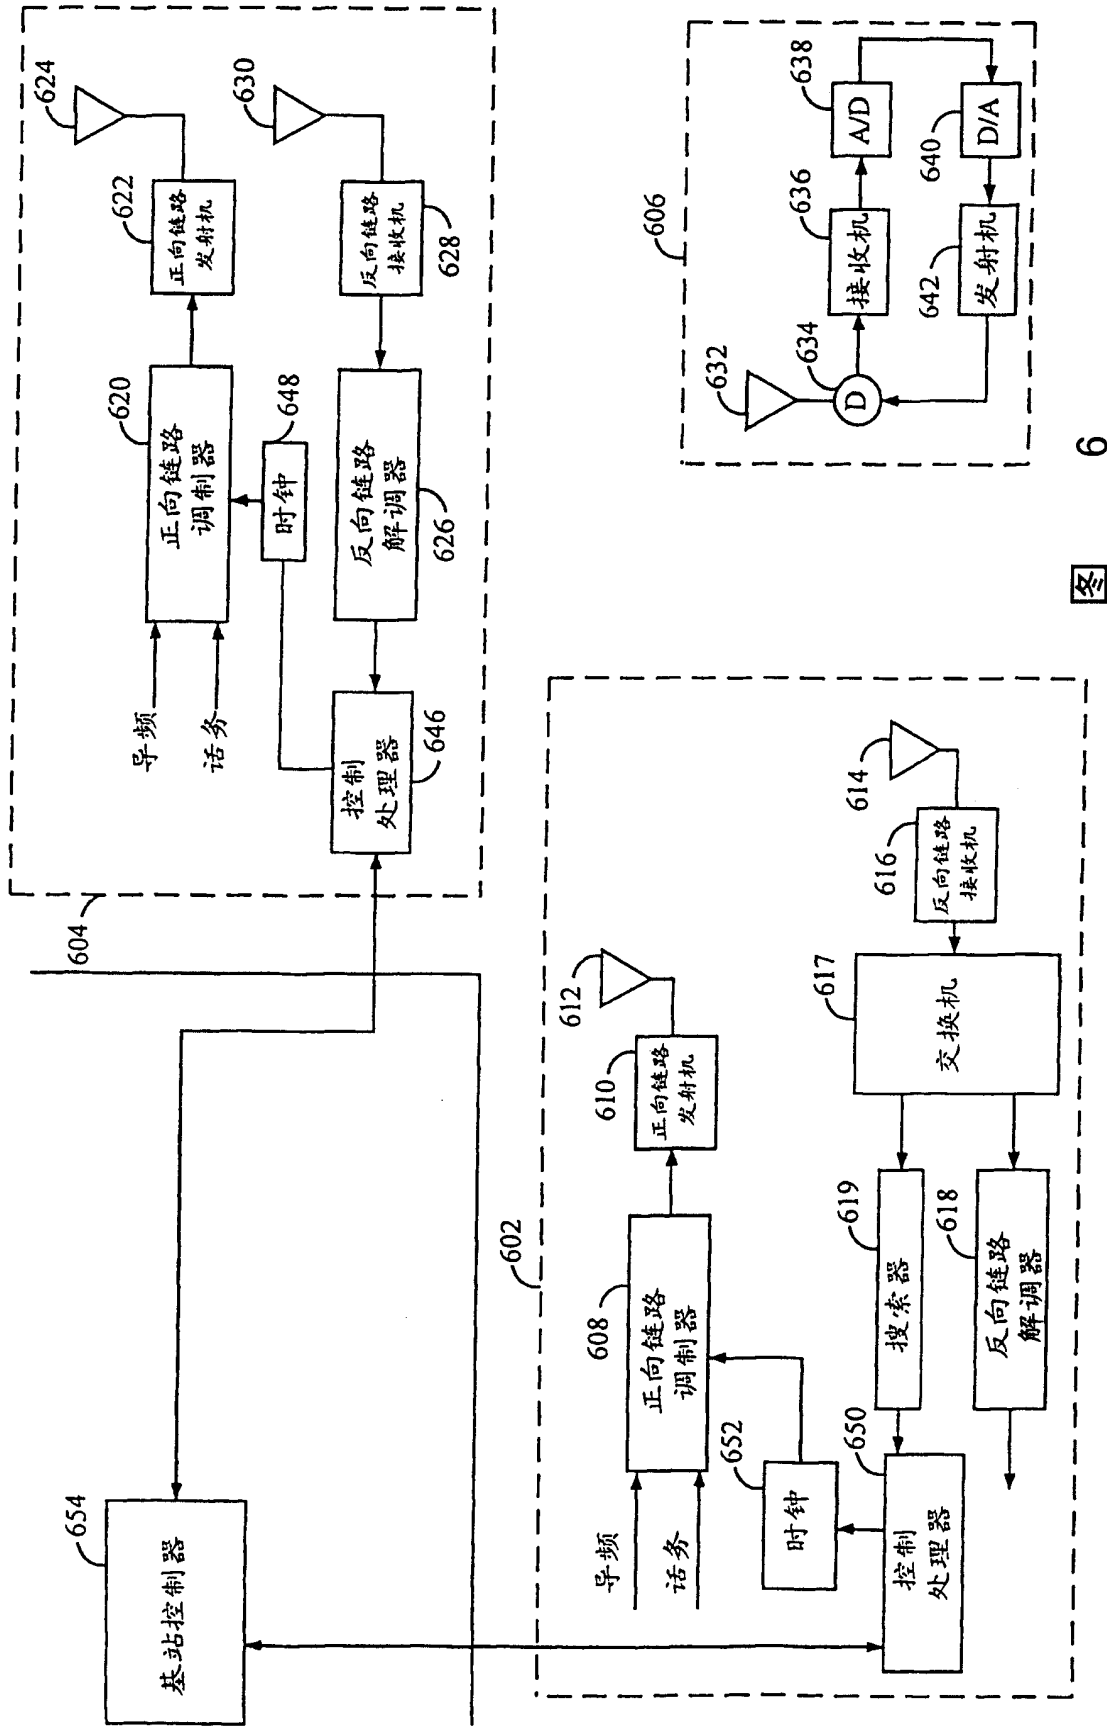 654
基站控制器
604
导频
话务
620
正向链路
调制器
622
正向链路
发射机
624
648
时钟
646
控制
处理器
626
反向链路
解调器
628
反向链路
接收机
630
602
导频
话务
608
正向链路
调制器
610
正向链路
发射机
612
652
时钟
650
控制
处理器
619
搜索器
618
反向链路
解调器
617
交换机
616
反向链路
接收机
614
606
632
634
D
636
接收机
638
A/D
640
D/A
642
发射机
图 6